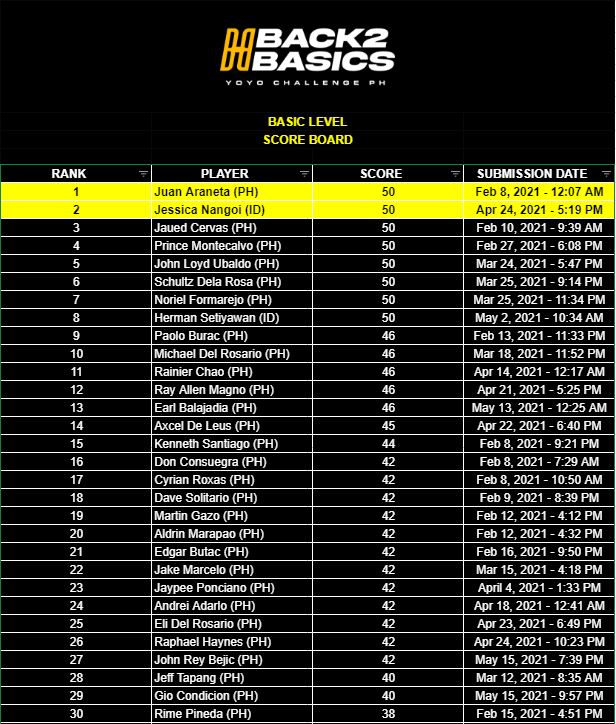 BACK2
BASICS
YOYO CHALLENGE PH
BASIC LEVEL
SCORE BOARD
RANK PLAYER SCORE SUBMISSION DATE
1 Juan Araneta (PH) 50 Feb 8, 2021 - 12:07 AM
2 Jessica Nangoi (ID) 50 Apr 24, 2021 - 5:19 PM
3 Jaued Cervas (PH) 50 Feb 10, 2021 - 9:39 AM
4 Prince Montecalvo (PH) 50 Feb 27, 2021 - 6:08 PM
5 John Loyd Ubaldo (PH) 50 Mar 24, 2021 - 5:47 PM
6 Schultz Dela Rosa (PH) 50 Mar 25, 2021 - 9:14 PM
7 Noriel Formarejo (PH) 50 Mar 25, 2021 - 11:34 PM
8 Herman Setiyawan (ID) 50 May 2, 2021 - 10:34 AM
9 Paolo Burac (PH) 46 Feb 13, 2021 - 11:33 PM
10 Michael Del Rosario (PH) 46 Mar 18, 2021 - 11:52 PM
11 Rainier Chao (PH) 46 Apr 14, 2021 - 12:17 AM
12 Ray Allen Magno (PH) 46 Apr 21, 2021 - 5:25 PM
13 Earl Balajadia (PH) 46 May 13, 2021 - 12:25 AM
14 Axcel De Leus (PH) 45 Apr 22, 2021 - 6:40 PM
15 Kenneth Santiago (PH) 44 Feb 8, 2021 - 9:21 PM
16 Don Consuegra (PH) 42 Feb 8, 2021 - 7:29 AM
17 Cyrian Roxas (PH) 42 Feb 8, 2021 - 10:50 AM
18 Dave Solitario (PH) 42 Feb 9, 2021 - 8:39 PM
19 Martin Gazo (PH) 42 Feb 12, 2021 - 4:12 PM
20 Aldrin Marapao (PH) 42 Feb 12, 2021 - 4:32 PM
21 Edgar Butac (PH) 42 Feb 16, 2021 - 9:50 PM
22 Jake Marcelo (PH) 42 Mar 15, 2021 - 4:18 PM
23 Jaypee Ponciano (PH) 42 April 4, 2021 - 1:33 PM
24 Andrei Adarlo (PH) 42 Apr 18, 2021 - 12:41 AM
25 Eli Del Rosario (PH) 42 Apr 23, 2021 - 6:49 PM
26 Raphael Haynes (PH) 42 Apr 24, 2021 - 10:23 PM
27 John Rey Bejic (PH) 42 May 15, 2021 - 7:39 PM
28 Jeff Tapang (PH) 40 Mar 12, 2021 - 8:35 AM
29 Gio Condicion (PH) 40 May 15, 2021 - 9:57 PM
30 Rime Pineda (PH) 38 Feb 15, 2021 - 4:51 PM